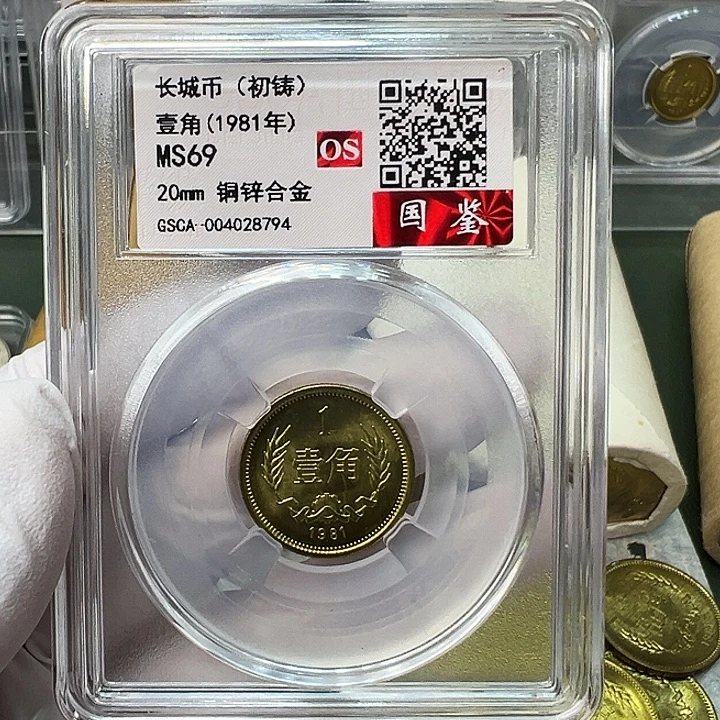 长城币（初铸）
壹角(1981年)
MS69
OS
20mm 铜锌合金
GSCA-004028794
国鉴
1
壹角
1981